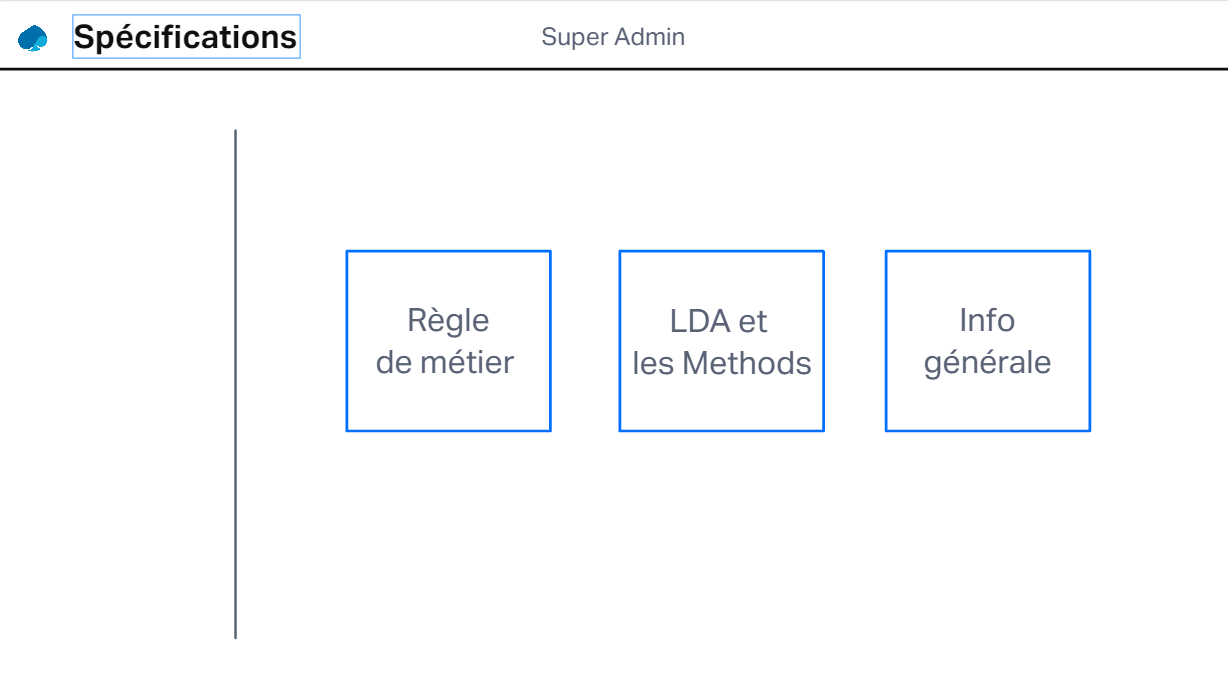 Spécifications
Super Admin
Règle
de métier
LDA et
les Methods
Info
générale